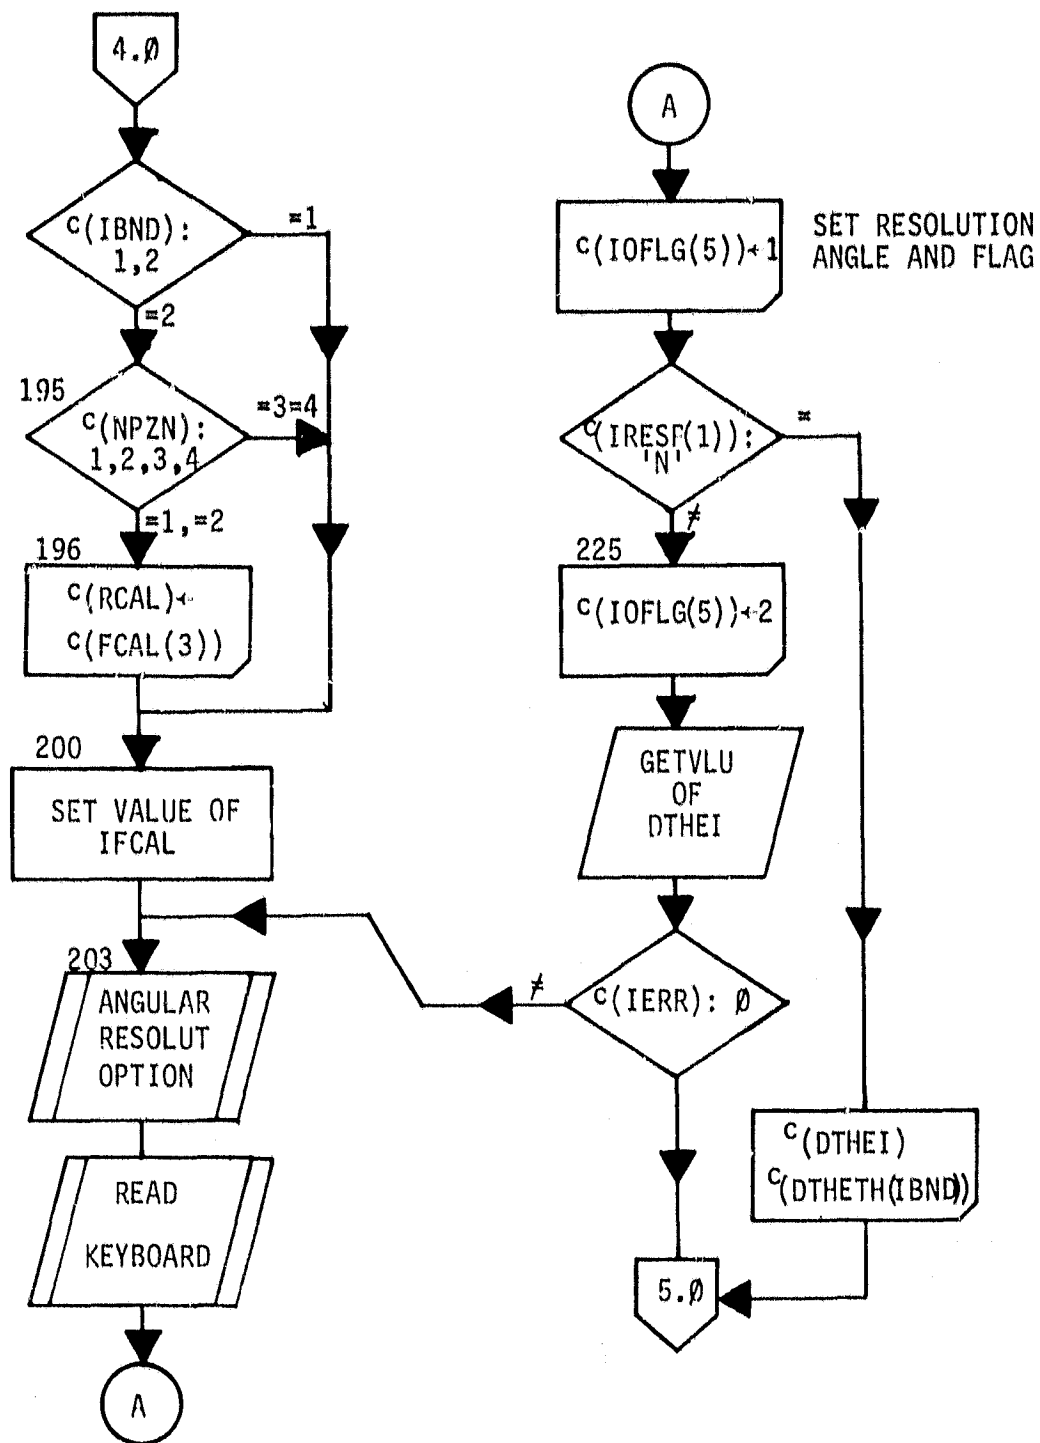 4.Ø
C(IBND):
1,2
=1
=2
195
C(NPZN):
1,2,3,4
=3=4
=1,=2
196
C(RCAL)←
C(FCAL(3))
200
SET VALUE OF
IFCAL
203
ANGULAR
RESOLUT
OPTION
READ
KEYBOARD
A
A
C(IOFLG(5))←1
SET RESOLUTION
ANGLE AND FLAG
C(IRESP(1)):
'N'
=
≠
225
C(IOFLG(5))←2
GETVLU
OF
DTHEI
C(IERR): Ø
≠
C(DTHEI)
C(DTHETH(IBND))
5.Ø